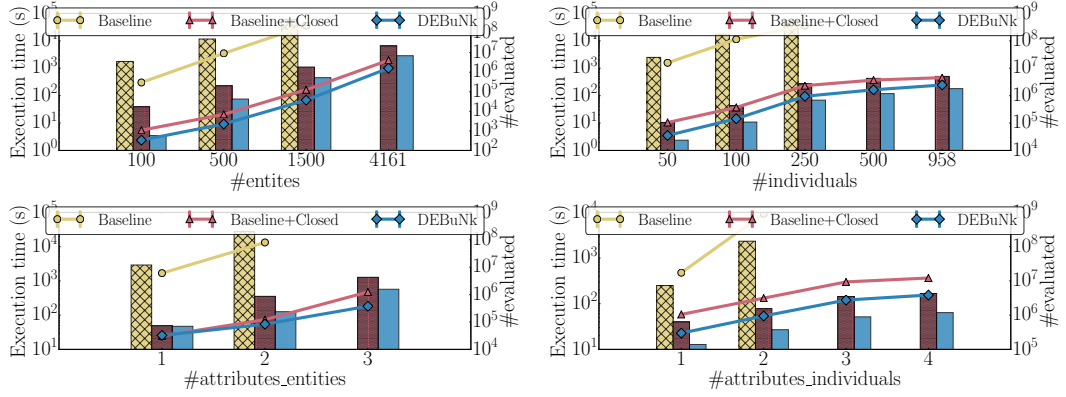 Baseline Baseline+Closed DEBuNk
Execution time (s)
10^5
10^4
10^3
10^2
10^1
10^0
10^9
10^8
10^7
10^6
10^5
10^4
10^3
10^2
#evaluated
100 500 1500 4161
#entites
Baseline Baseline+Closed DEBuNk
Execution time (s)
10^4
10^3
10^2
10^1
10^0
10^9
10^8
10^7
10^6
10^5
10^4
#evaluated
50 100 250 500 958
#individuals
Baseline Baseline+Closed DEBuNk
Execution time (s)
10^5
10^4
10^3
10^2
10^1
10^9
10^8
10^7
10^6
10^5
10^4
#evaluated
1 2 3
#attributes_entities
Baseline Baseline+Closed DEBuNk
Execution time (s)
10^3
10^2
10^1
10^9
10^8
10^7
10^6
10^5
#evaluated
1 2 3 4
#attributes_individuals